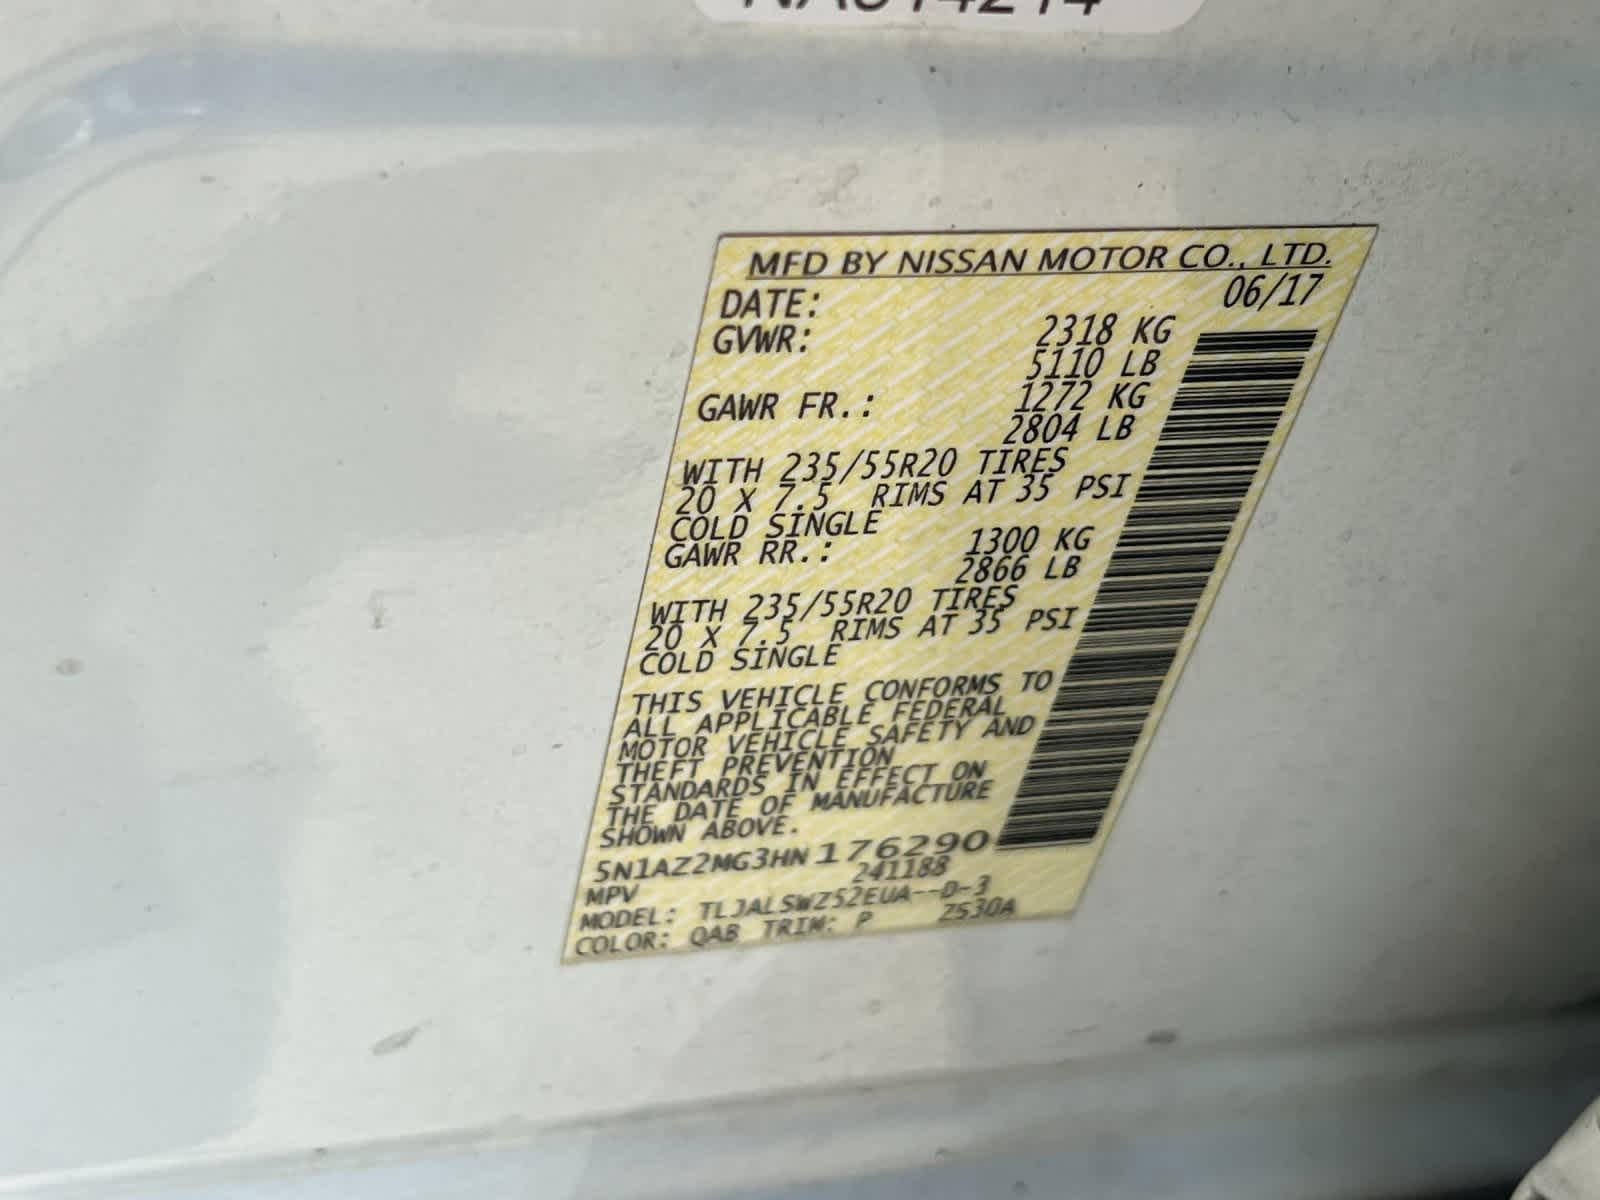 MFD BY NISSAN MOTOR CO., LTD.
DATE: 06/17
GVWR: 2318 KG
5110 LB
GAWR FR.: 1272 KG
2804 LB
WITH 235/55R20 TIRES
20 X 7.5 RIMS AT 35 PSI
COLD SINGLE
GAWR RR.: 1300 KG
2866 LB
WITH 235/55R20 TIRES
20 X 7.5 RIMS AT 35 PSI
COLD SINGLE
THIS VEHICLE CONFORMS TO
ALL APPLICABLE FEDERAL
MOTOR VEHICLE SAFETY AND
THEFT PREVENTION
STANDARDS IN EFFECT ON
THE DATE OF MANUFACTURE
SHOWN ABOVE.
5N1AZ2MG3HN176290
MPV 241188
MODEL: TLJALSWZ52EUA--D-3
COLOR: QAB TRIM: P Z530A